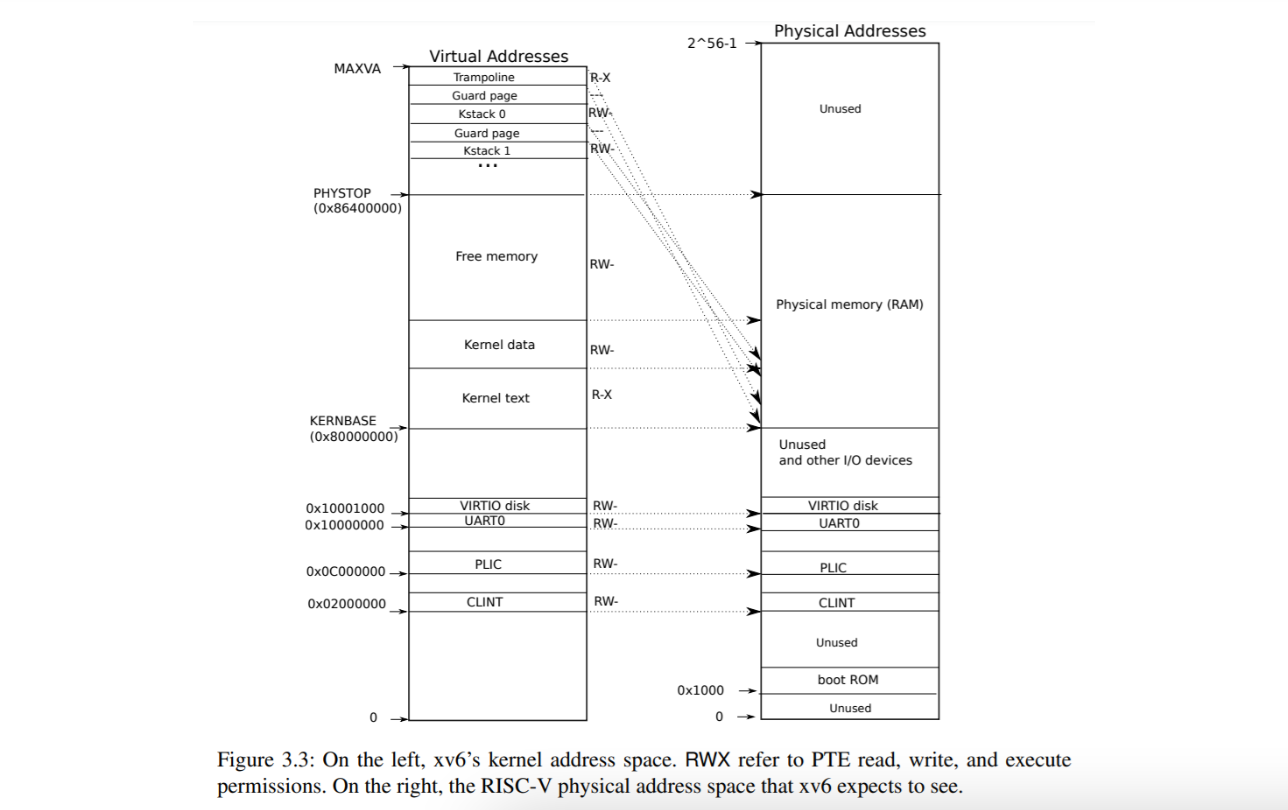 Virtual Addresses
MAXVA
Trampoline
R-X
Guard page
---
Kstack 0
RW-
Guard page
---
Kstack 1
RW-
...
PHYSTOP
(0x86400000)
Free memory
RW-
Kernel data
RW-
Kernel text
R-X
KERNBASE
(0x80000000)
0x10001000
VIRTIO disk
RW-
0x10000000
UART0
RW-
0x0C000000
PLIC
RW-
0x02000000
CLINT
RW-
0
Physical Addresses
2^56-1
Unused
Physical memory (RAM)
Unused
and other I/O devices
VIRTIO disk
UART0
PLIC
CLINT
Unused
boot ROM
0x1000
Unused
0
Figure 3.3: On the left, xv6’s kernel address space. RWX refer to PTE read, write, and execute
permissions. On the right, the RISC-V physical address space that xv6 expects to see.